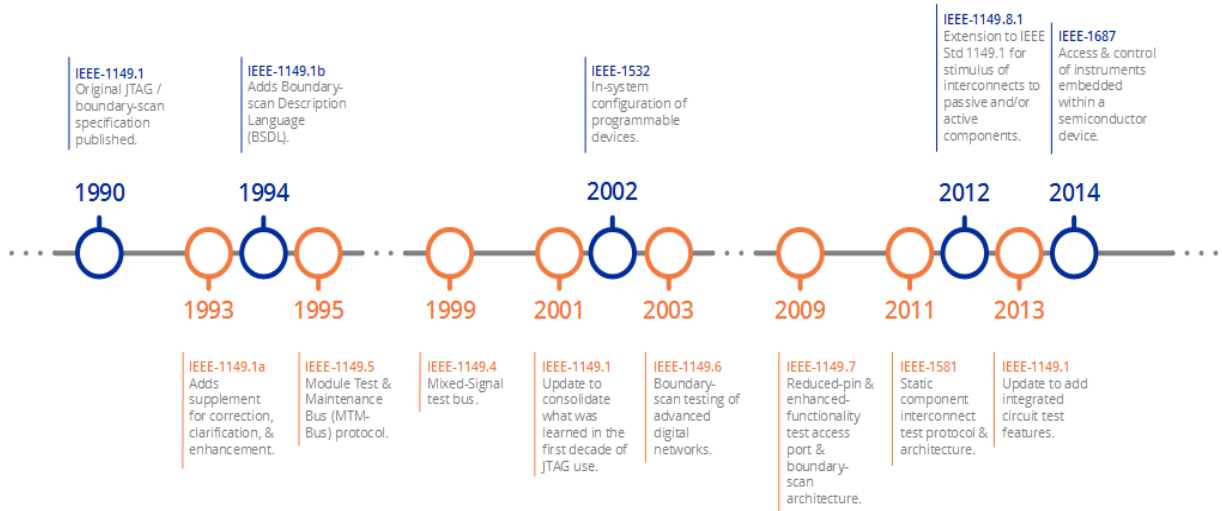 IEEE-1149.1
Original JTAG /
boundary-scan
specification
published.
IEEE-1149.1b
Adds Boundary-
scan Description
Language
(BSDL).
IEEE-1532
In-system
configuration of
programmable
devices.
IEEE-1149.8.1
Extension to IEEE
Std 1149.1 for
stimulus of
interconnects to
passive and/or
active
components.
IEEE-1687
Access & control
of instruments
embedded
within a
semiconductor
device.
1990
1994
2002
2012
2014
1993
1995
1999
2001
2003
2009
2011
2013
IEEE-1149.1a
Adds
supplement
for correction,
clarification, &
enhancement.
IEEE-1149.5
Module Test &
Maintenance
Bus (MTM-
Bus) protocol.
IEEE-1149.4
Mixed-Signal
test bus.
IEEE-1149.1
Update to
consolidate
what was
learned in the
first decade of
JTAG use.
IEEE-1149.6
Boundary-
scan testing of
advanced
digital
networks.
IEEE-1149.7
Reduced-pin &
enhanced-
functionality
test access
port &
boundary-
scan
architecture.
IEEE-1581
Static
component
interconnect
test protocol &
architecture.
IEEE-1149.1
Update to add
integrated
circuit test
features.